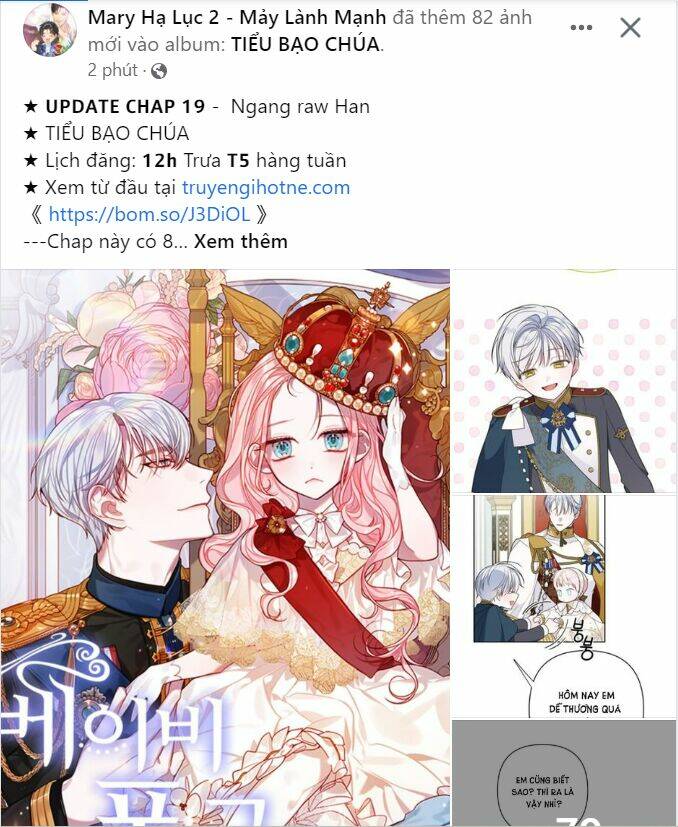 Mary Hạ Lục 2 - Mảy Lành Mạnh đã thêm 82 ảnh
mới vào album: TIỂU BẠO CHÚA.
2 phút ·
★ UPDATE CHAP 19 - Ngang raw Han
★ TIỂU BẠO CHÚA
★ Lịch đăng: 12h Trưa T5 hàng tuần
★ Xem từ đầu tại truyengihotne.com
《 https://bom.so/J3DiOL 》
---Chap này có 8... Xem thêm
베이비
붕붕
HÔM NAY EM
DỄ THƯƠNG QUÁ
EM CŨNG BIẾT
SAO? THÌ RA LÀ
VẬY NHỈ?